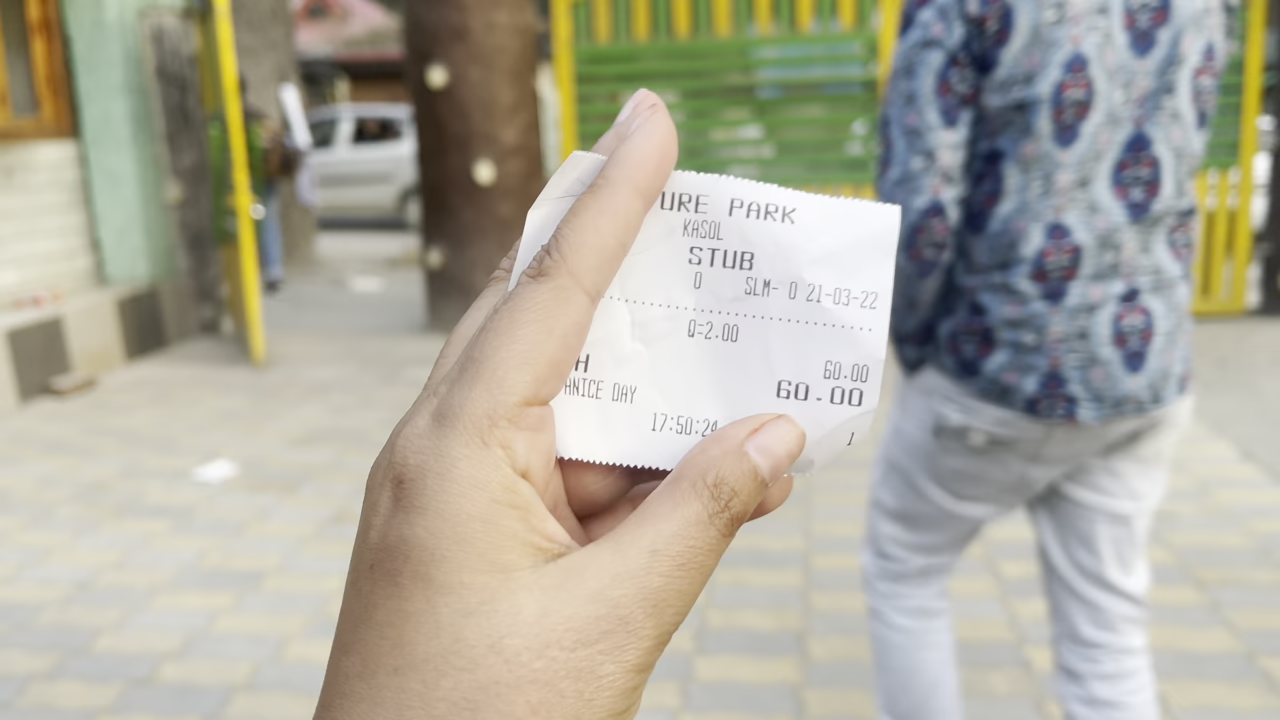 URE PARK
KASOL
STUB
0 SLM- 0 21-03-22
Q=2.00
60.00
H 60.00
ANICE DAY
17:50:24
1